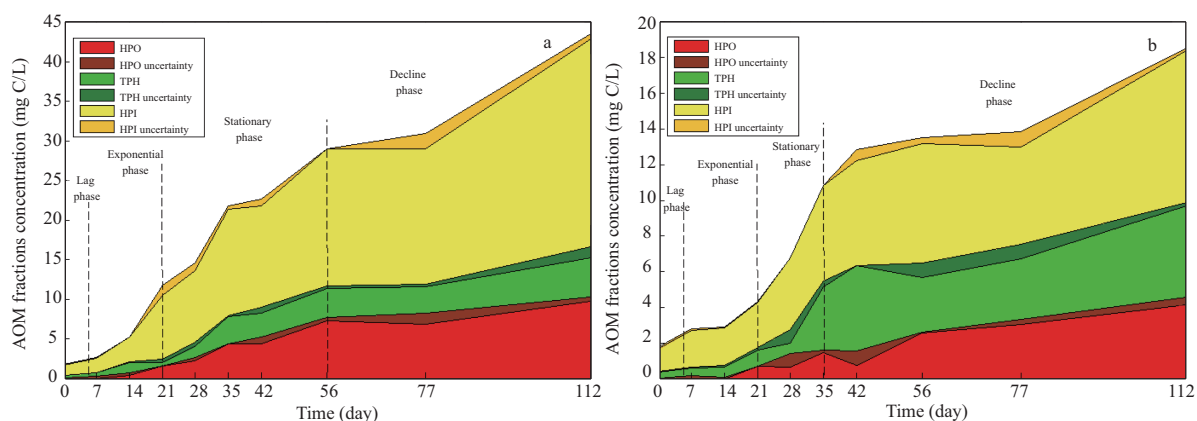 45
40
35
30
25
20
15
10
5
0
AOM fractions concentration (mg C/L)
HPO
HPO uncertainty
TPH
TPH uncertainty
HPI
HPI uncertainty
a
Lag
phase
Exponential
phase
Stationary
phase
Decline
phase
0 7 14 21 28 35 42 56 77 112
Time (day)
20
18
16
14
12
10
8
6
4
2
0
AOM fractions concentration (mg C/L)
HPO
HPO uncertainty
TPH
TPH uncertainty
HPI
HPI uncertainty
b
Lag
phase
Exponential
phase
Stationary
phase
Decline
phase
0 7 14 21 28 35 42 56 77 112
Time (day)